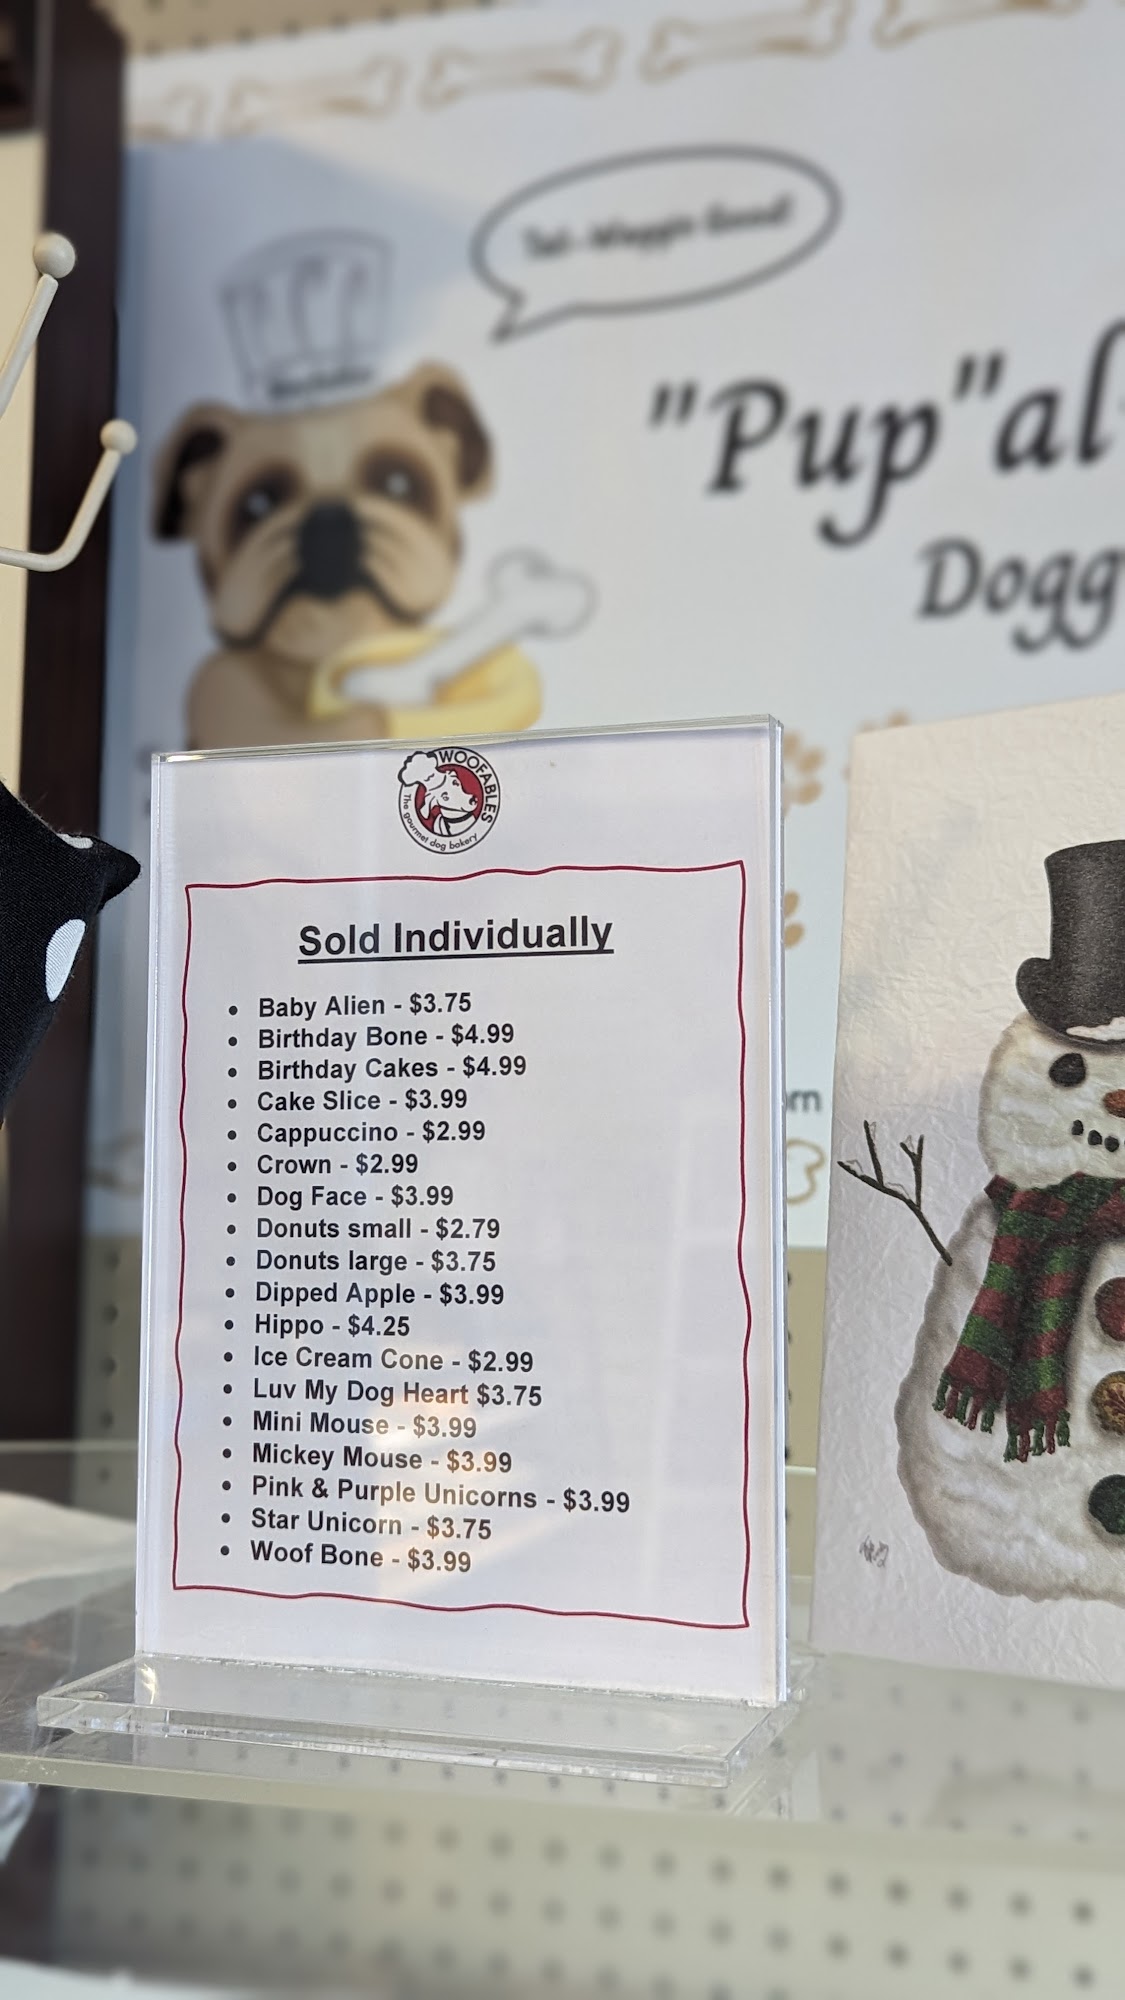 Tail-Waggin Good!
"Pup"al
Dogg
WOOFABLES
The gourmet dog bakery
Sold Individually
• Baby Alien - $3.75
• Birthday Bone - $4.99
• Birthday Cakes - $4.99
• Cake Slice - $3.99
• Cappuccino - $2.99
• Crown - $2.99
• Dog Face - $3.99
• Donuts small - $2.79
• Donuts large - $3.75
• Dipped Apple - $3.99
• Hippo - $4.25
• Ice Cream Cone - $2.99
• Luv My Dog Heart $3.75
• Mini Mouse - $3.99
• Mickey Mouse - $3.99
• Pink & Purple Unicorns - $3.99
• Star Unicorn - $3.75
• Woof Bone - $3.99